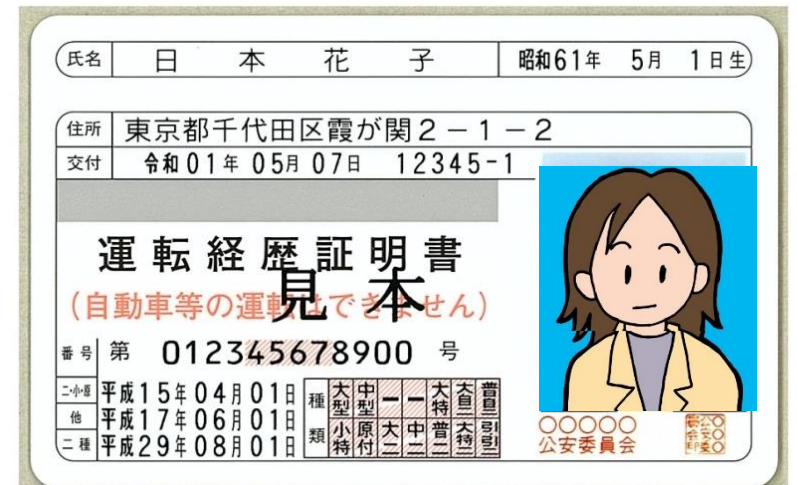 氏名 日本花子 昭和61年 5月 1日生
住所 東京都千代田区霞が関2-1-2
交付 令和01年05月07日 12345-1
運転経歴証明書
見本
(自動車等の運転はできません)
番号 第 012345678900 号
二・小・原 平成15年04月01日
他 平成17年06月01日
二種 平成29年08月01日
種類 大型 中型 ー ー 大特 大自二 普自二
小特 原付 大二 中二 普二 大特二 引引二
○○○○○
公安委員会